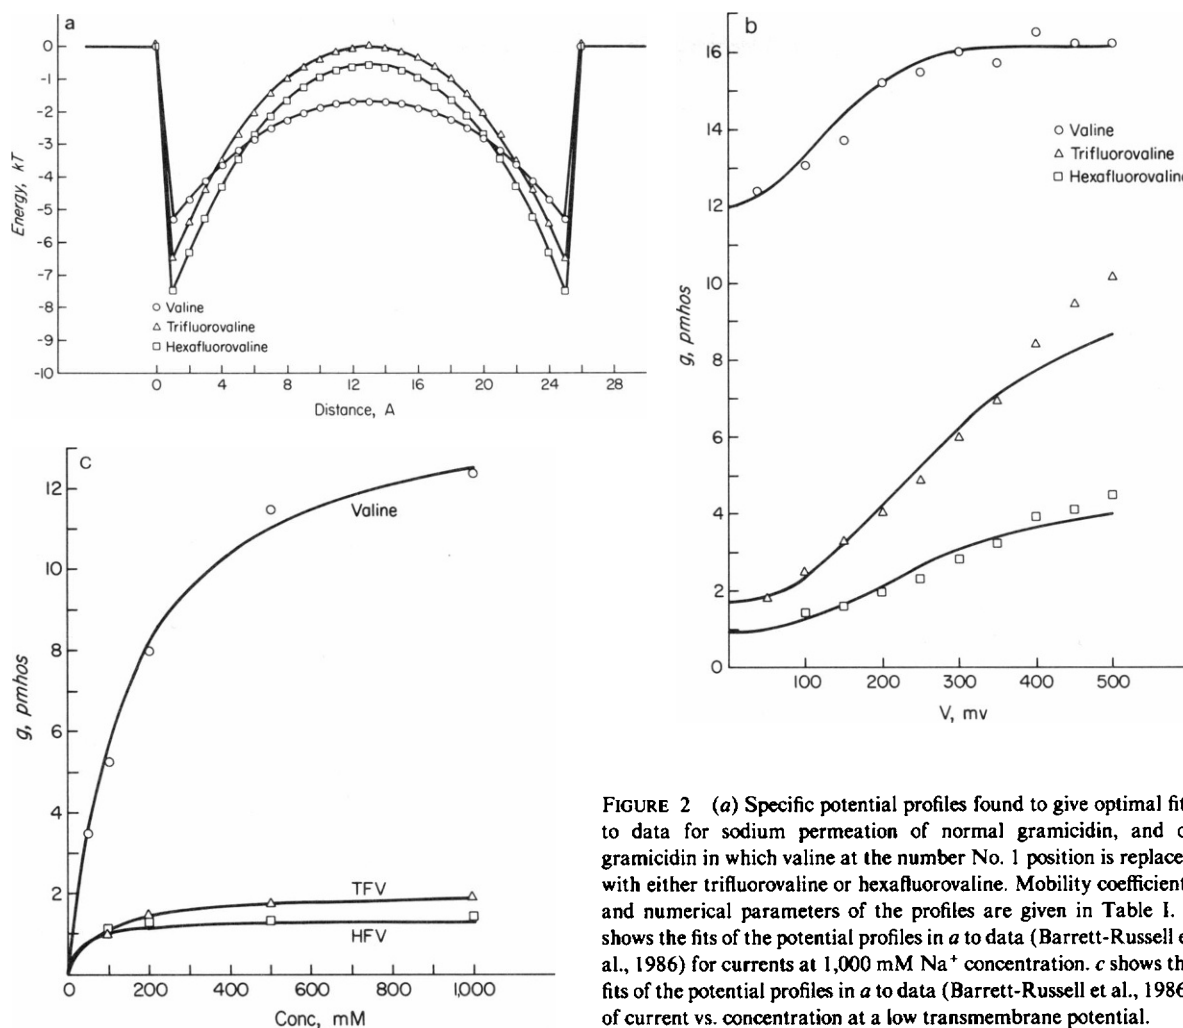 a
0
-1
-2
-3
-4
-5
-6
-7
-8
-9
-10
Energy, kT
○ Valine
△ Trifluorovaline
□ Hexafluorovaline
0 4 8 12 16 20 24 28
Distance, A
b
16
14
12
10
8
6
4
2
0
g, pmhos
○ Valine
△ Trifluorovaline
□ Hexafluorovaline
100 200 300 400 500
V, mv
c
12
10
8
6
4
2
0
g, pmhos
Valine
TFV
HFV
0 200 400 600 800 1,000
Conc, mM
FIGURE 2 (a) Specific potential profiles found to give optimal fit
to data for sodium permeation of normal gramicidin, and o
gramicidin in which valine at the number No. 1 position is replace
with either trifluorovaline or hexafluorovaline. Mobility coefficient
and numerical parameters of the profiles are given in Table I.
shows the fits of the potential profiles in a to data (Barrett-Russell e
al., 1986) for currents at 1,000 mM Na⁺ concentration. c shows th
fits of the potential profiles in a to data (Barrett-Russell et al., 1986
of current vs. concentration at a low transmembrane potential.